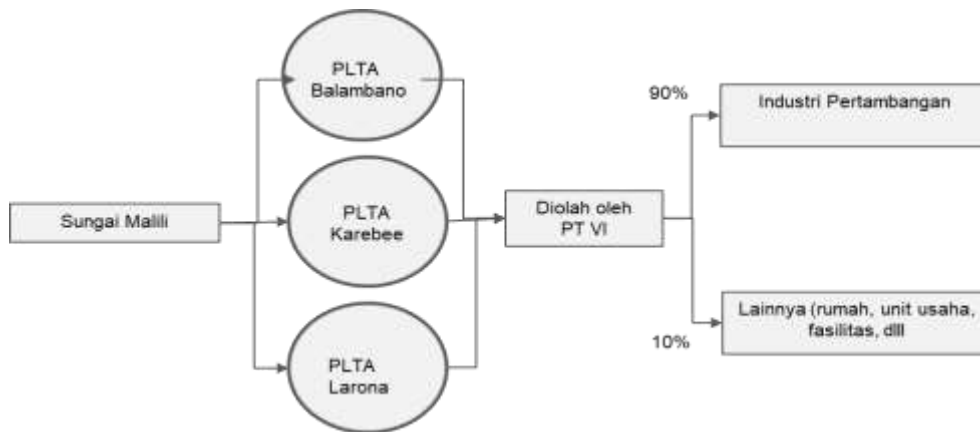 PLTA
Balambano
90%
Industri Pertambangan
Sungai Malili
PLTA
Karebee
Diolah oleh
PT VI
Lainnya (rumah, unit usaha,
fasilitas, dlll
10%
PLTA
Larona